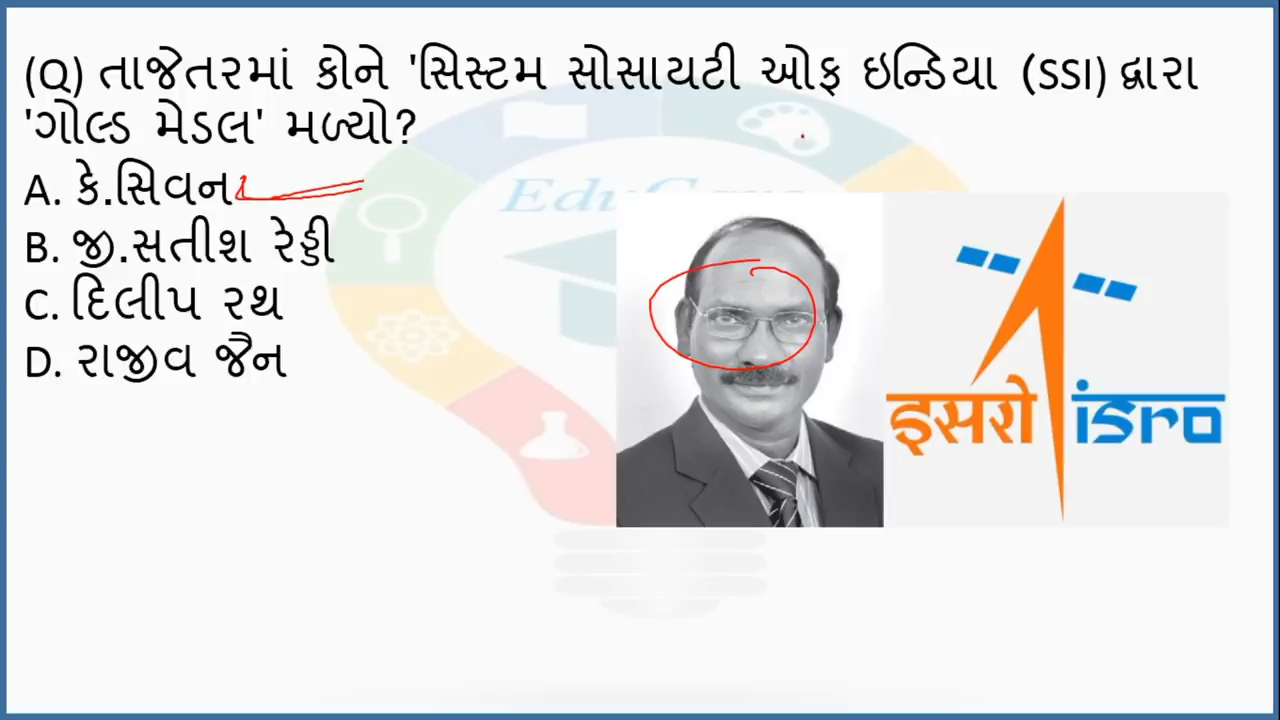 (Q) તાજેતરમાં કોને 'સિસ્ટમ સોસાયટી ઓફ ઇન્ડિયા (SSI) દ્વારા
'ગોલ્ડ મેડલ' મળ્યો?
A. કે.સિવન
B. જી.સતીશ રેડ્ડી
C. દિલીપ રથ
D. રાજીવ જૈન
इसरो isro